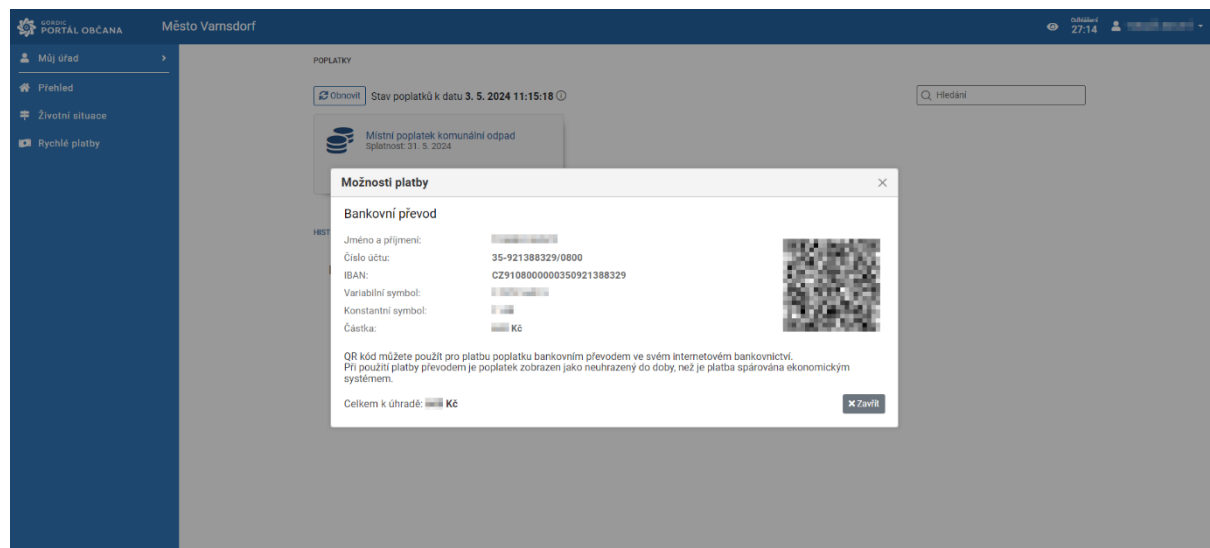 GORDIC
PORTÁL OBČANA
Město Varnsdorf
Odhlášení
27:14
Můj úřad
Přehled
Životní situace
Rychlé platby
POPLATKY
Obnovit
Stav poplatků k datu 3. 5. 2024 11:15:18
Hledání
Místní poplatek komunální odpad
Splatnost: 31. 5. 2024
HIST
Možnosti platby
Bankovní převod
Jméno a příjmení:
Číslo účtu: 35-921388329/0800
IBAN: CZ9108000000350921388329
Variabilní symbol:
Konstantní symbol:
Částka: Kč
QR kód můžete použít pro platbu poplatku bankovním převodem ve svém internetovém bankovnictví.
Při použití platby převodem je poplatek zobrazen jako neuhrazený do doby, než je platba spárována ekonomickým
systémem.
Celkem k úhradě: Kč
Zavřít